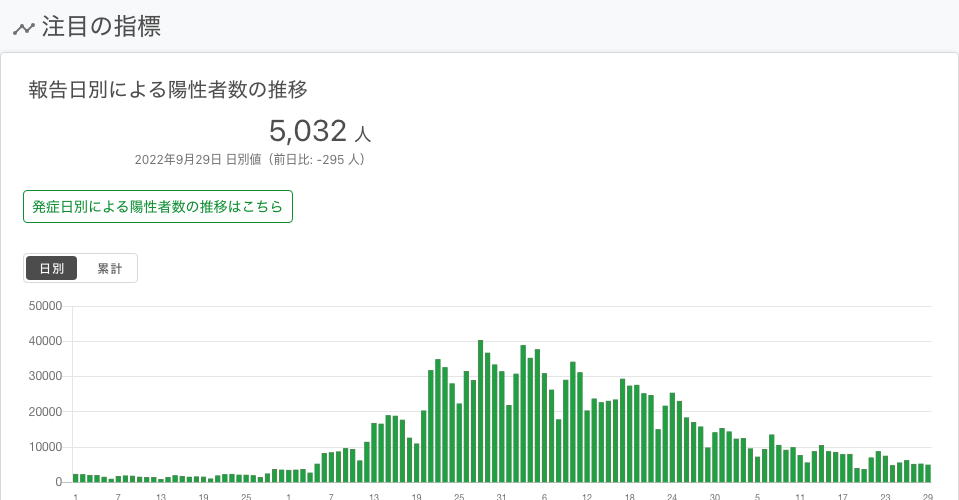 注目の指標
報告日別による陽性者数の推移
5,032 人
2022年9月29日 日別値（前日比: -295 人）
発症日別による陽性者数の推移はこちら
日別 累計
50000
40000
30000
20000
10000
0
1 7 13 19 25 1 7 13 19 25 31 6 12 18 24 30 5 11 17 23 29